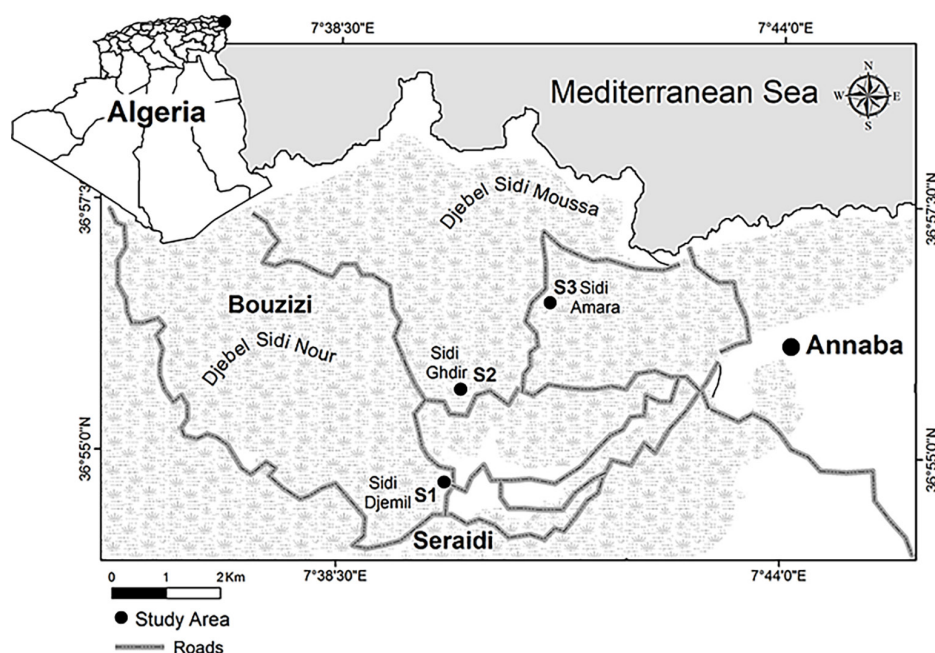 7°38'30"E
7°44'0"E
Algeria
Mediterranean Sea
N
W
E
S
36°57'30"N
Djebel Sidi Moussa
S3 Sidi
Amara
Bouzizi
Djebel Sidi Nour
Sidi
Ghdir S2
Annaba
36°55'0"N
36°55'0"N
Sidi
Djemil S1
Seraidi
7°38'30"E
7°44'0"E
0 1 2 Km
Study Area
Roads